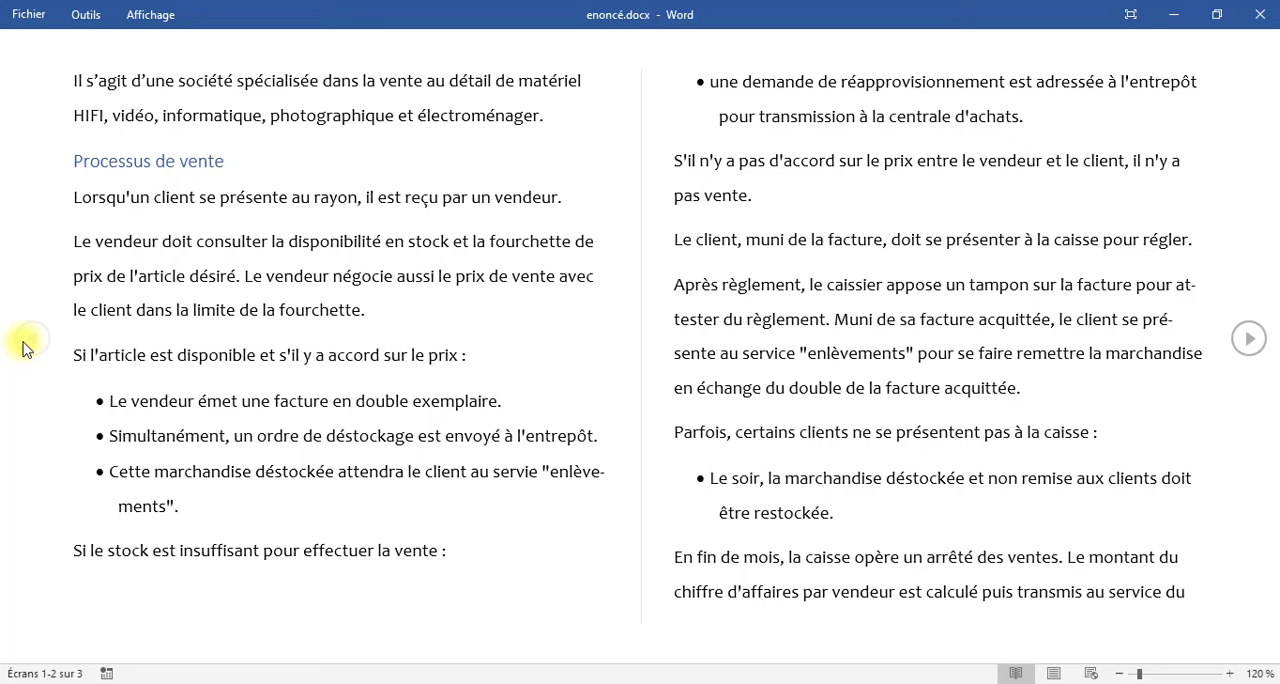 Fichier Outils Affichage enoncé.docx - Word
Il s’agit d’une société spécialisée dans la vente au détail de matériel
HIFI, vidéo, informatique, photographique et électroménager.
Processus de vente
Lorsqu'un client se présente au rayon, il est reçu par un vendeur.
Le vendeur doit consulter la disponibilité en stock et la fourchette de
prix de l'article désiré. Le vendeur négocie aussi le prix de vente avec
le client dans la limite de la fourchette.
Si l'article est disponible et s'il y a accord sur le prix :
• Le vendeur émet une facture en double exemplaire.
• Simultanément, un ordre de déstockage est envoyé à l'entrepôt.
• Cette marchandise déstockée attendra le client au servie "enlève-
ments".
Si le stock est insuffisant pour effectuer la vente :
• une demande de réapprovisionnement est adressée à l'entrepôt
pour transmission à la centrale d'achats.
S'il n'y a pas d'accord sur le prix entre le vendeur et le client, il n'y a
pas vente.
Le client, muni de la facture, doit se présenter à la caisse pour régler.
Après règlement, le caissier appose un tampon sur la facture pour at-
tester du règlement. Muni de sa facture acquittée, le client se pré-
sente au service "enlèvements" pour se faire remettre la marchandise
en échange du double de la facture acquittée.
Parfois, certains clients ne se présentent pas à la caisse :
• Le soir, la marchandise déstockée et non remise aux clients doit
être restockée.
En fin de mois, la caisse opère un arrêté des ventes. Le montant du
chiffre d'affaires par vendeur est calculé puis transmis au service du
Écrans 1-2 sur 3 120 %